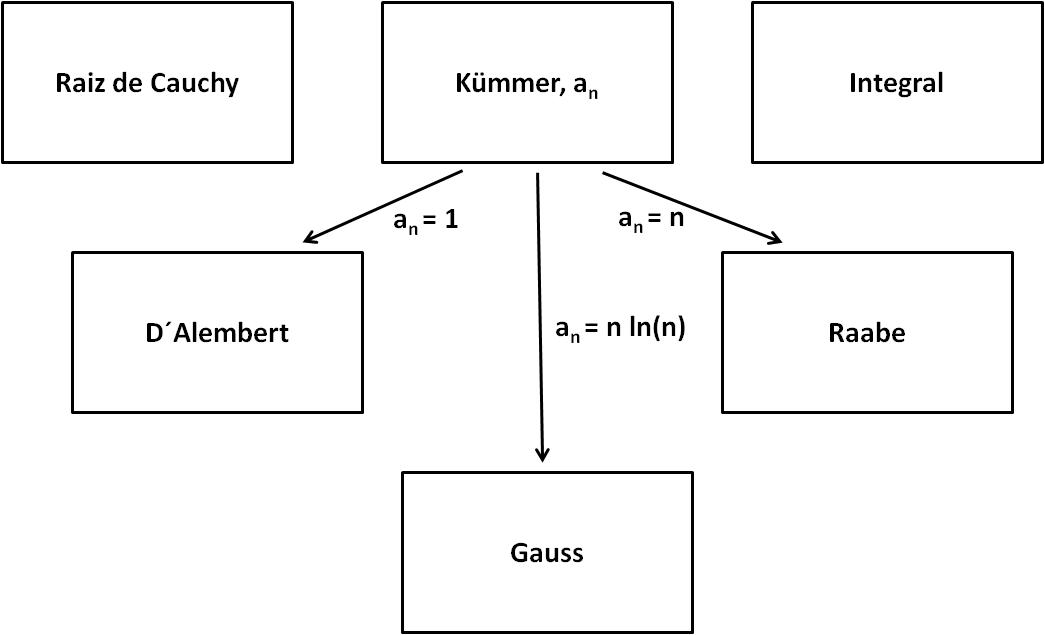 Raiz de Cauchy
Kümmer, aₙ
Integral
aₙ = 1
aₙ = n
D´Alembert
aₙ = n ln(n)
Raabe
Gauss